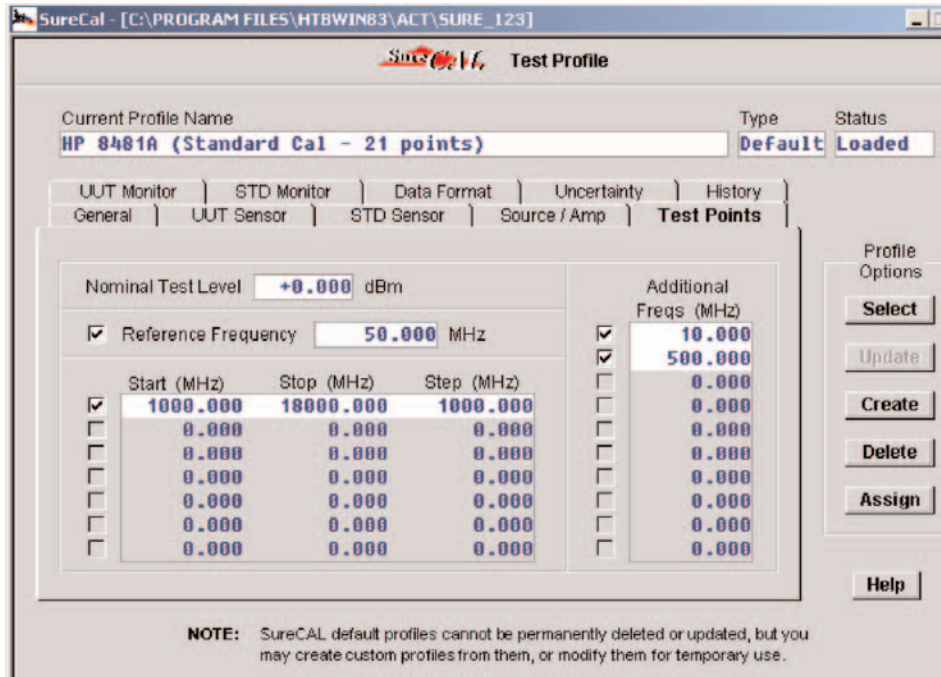 SureCal - [C:\PROGRAM FILES\HTBWIN83\ACT\SURE_123]
SureCAL Test Profile
Current Profile Name Type Status
HP 8481A (Standard Cal - 21 points) Default Loaded
UUT Monitor STD Monitor Data Format Uncertainty History
General UUT Sensor STD Sensor Source / Amp Test Points
Nominal Test Level +0.000 dBm
Reference Frequency 50.000 MHz
Start (MHz) Stop (MHz) Step (MHz)
1000.000 18000.000 1000.000
0.000 0.000 0.000
0.000 0.000 0.000
0.000 0.000 0.000
0.000 0.000 0.000
0.000 0.000 0.000
0.000 0.000 0.000
Additional
Freqs (MHz)
10.000
500.000
0.000
0.000
0.000
0.000
0.000
0.000
0.000
0.000
Profile
Options
Select
Update
Create
Delete
Assign
Help
NOTE: SureCAL default profiles cannot be permanently deleted or updated, but you
may create custom profiles from them, or modify them for temporary use.